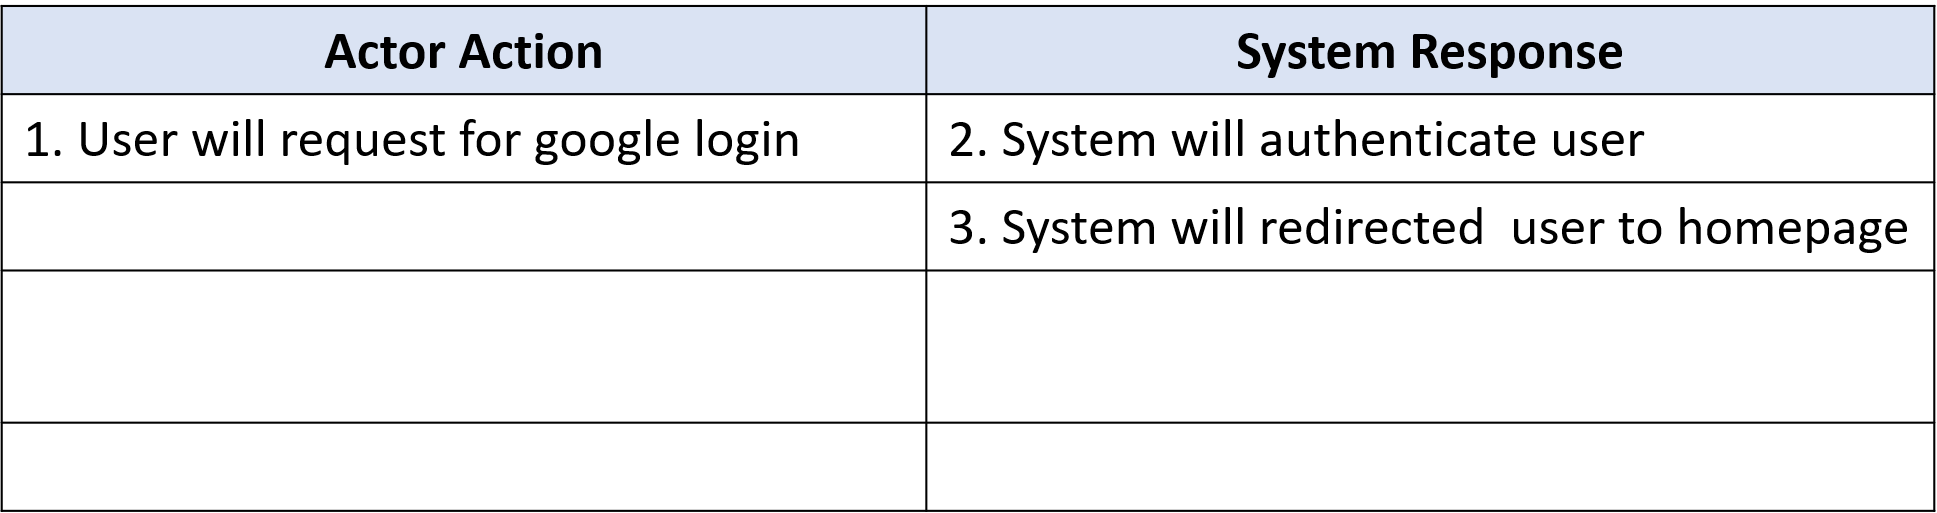 Actor Action
System Response
1. User will request for google login
2. System will authenticate user
3. System will redirected  user to homepage